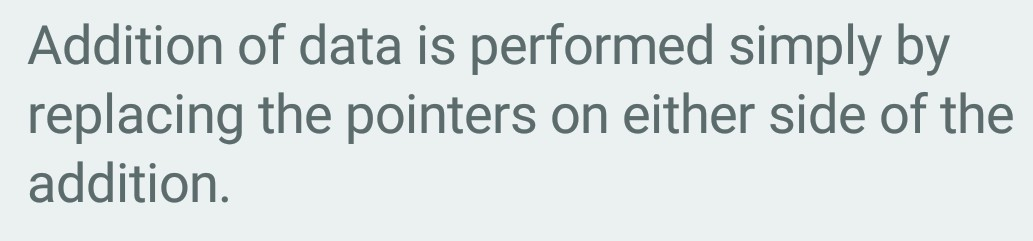 Addition of data is performed simply by
replacing the pointers on either side of the
addition.